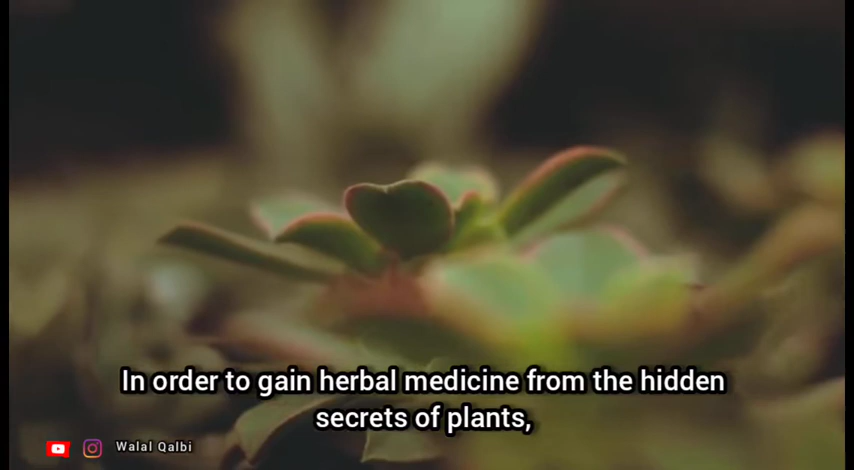 In order to gain herbal medicine from the hidden
secrets of plants,
Walal Qalbi